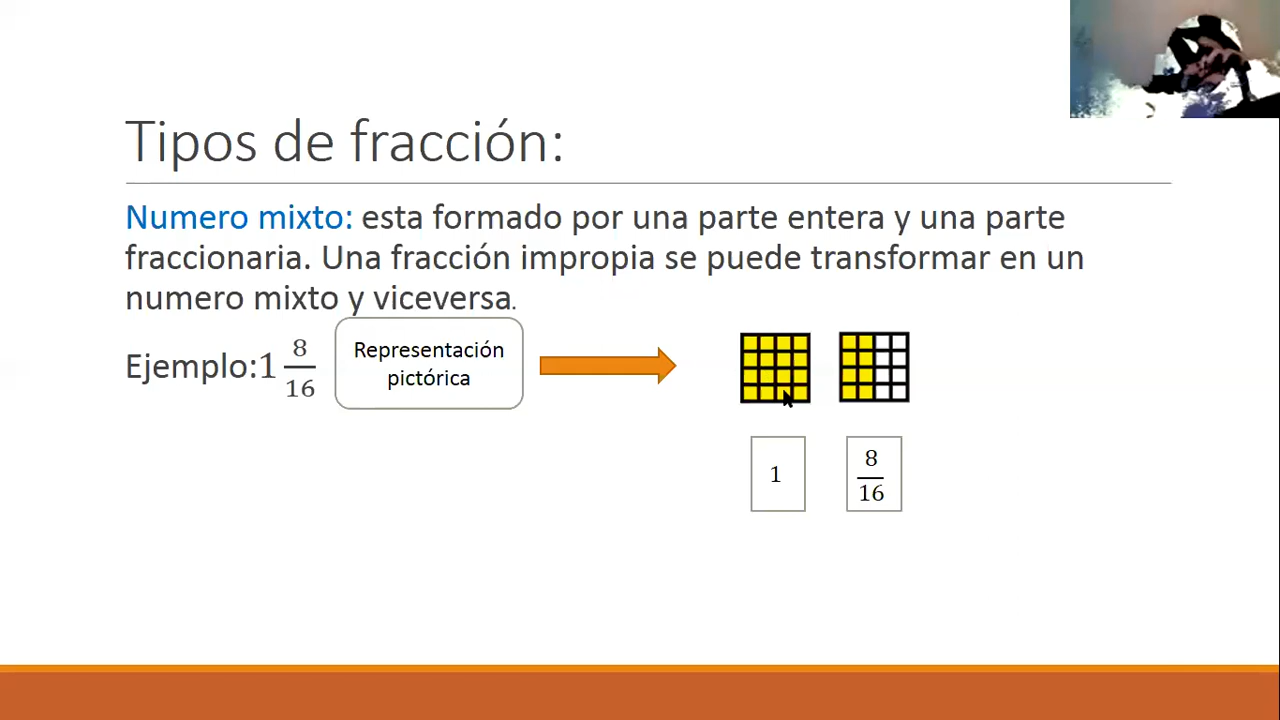 Tipos de fracción:
Numero mixto: esta formado por una parte entera y una parte
fraccionaria. Una fracción impropia se puede transformar en un
numero mixto y viceversa.
Ejemplo:1 8/16
Representación
pictórica
1
8/16